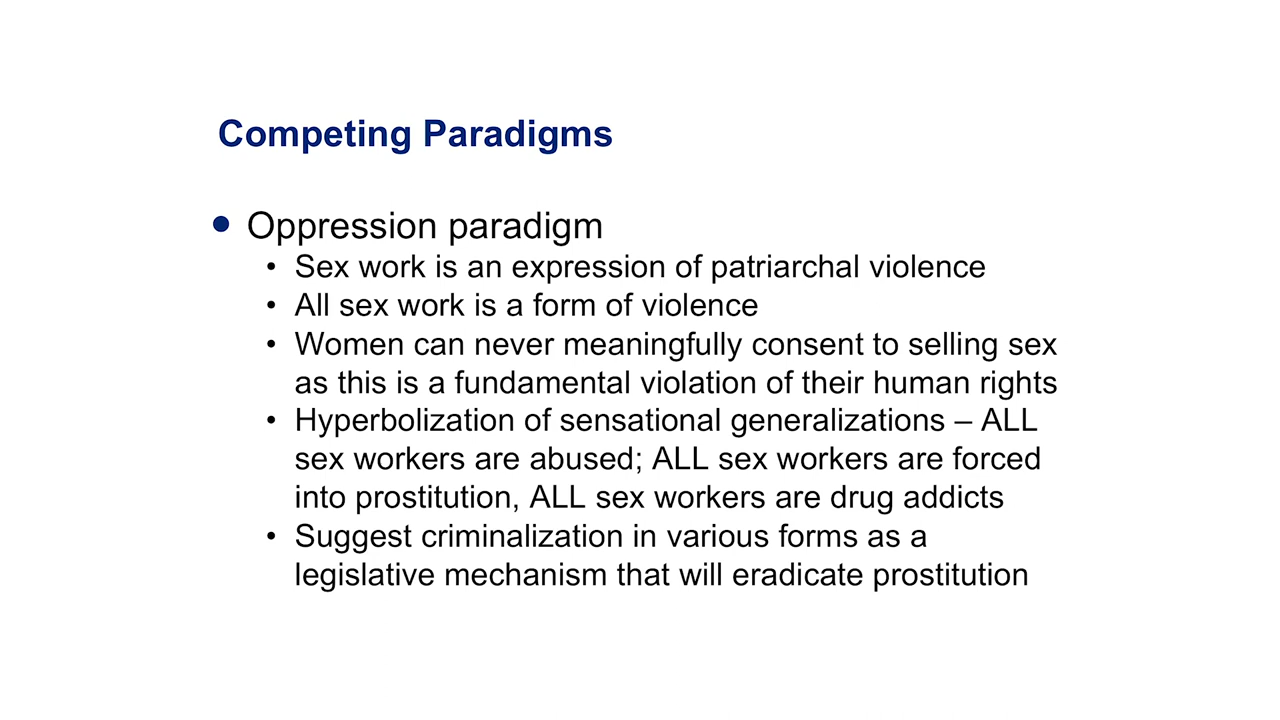 Competing Paradigms
• Oppression paradigm
• Sex work is an expression of patriarchal violence
• All sex work is a form of violence
• Women can never meaningfully consent to selling sex
as this is a fundamental violation of their human rights
• Hyperbolization of sensational generalizations – ALL
sex workers are abused; ALL sex workers are forced
into prostitution, ALL sex workers are drug addicts
• Suggest criminalization in various forms as a
legislative mechanism that will eradicate prostitution